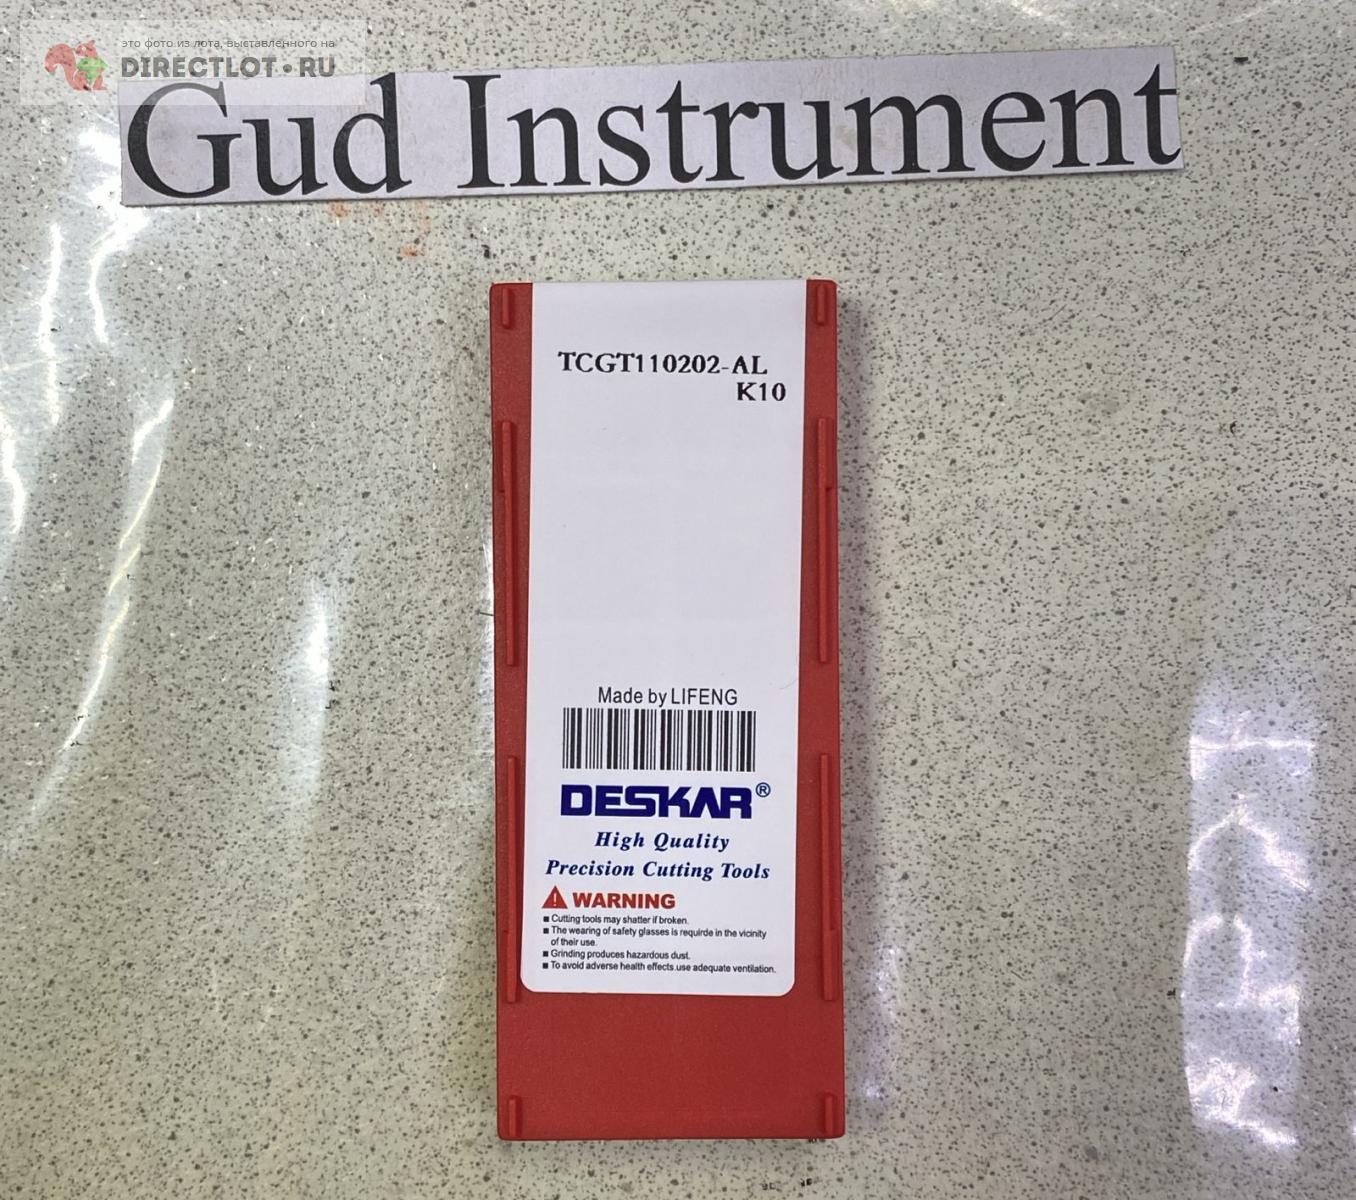 это фото из лота, выставленного на
DIRECTLOT.RU
Gud Instrument
TCGT110202-AL
K10
Made by LIFENG
DESKAR®
High Quality
Precision Cutting Tools
WARNING
■ Cutting tools may shatter if broken.
■ The wearing of safety glasses is requirde in the vicinity
of their use.
■ Grinding produces hazardous dust.
■ To avoid adverse health effects.use adequate ventilation.